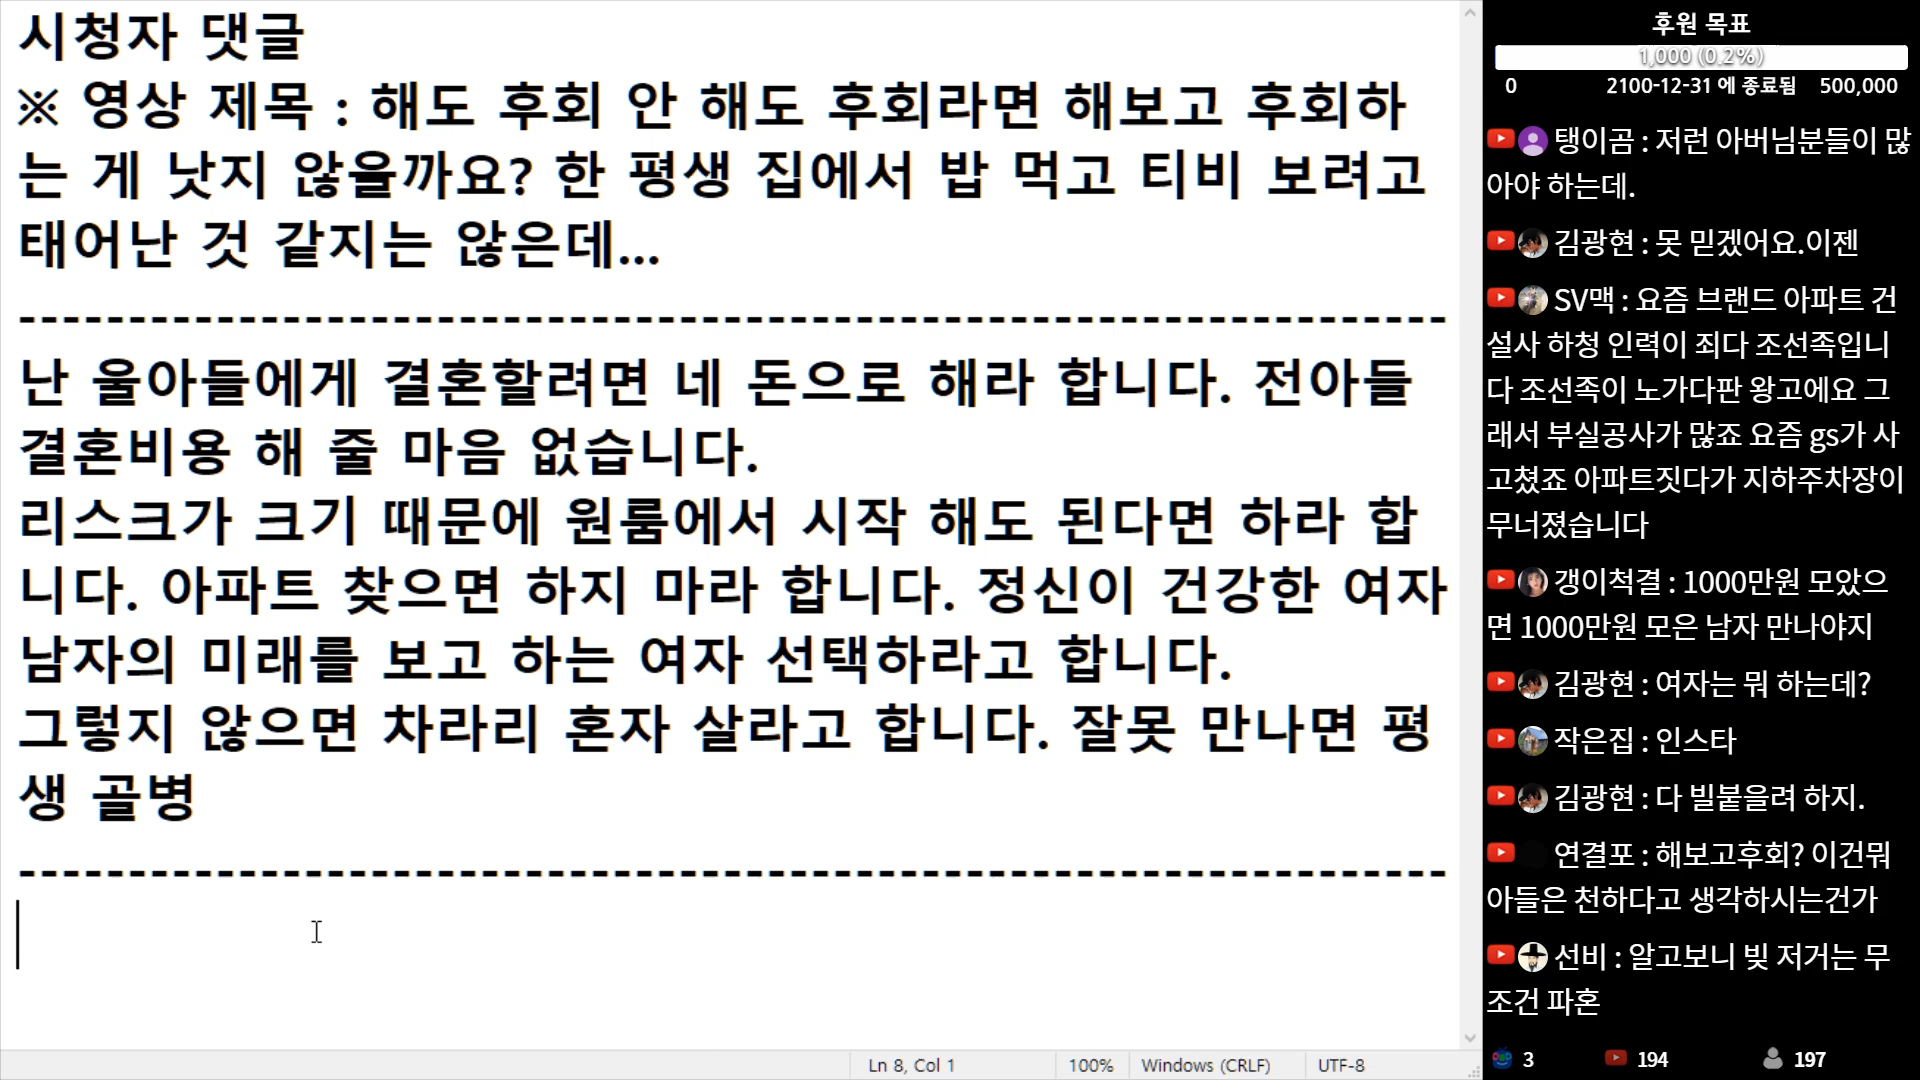 시청자 댓글
※ 영상 제목 : 해도 후회 안 해도 후회라면 해보고 후회하
는 게 낫지 않을까요? 한 평생 집에서 밥 먹고 티비 보려고
태어난 것 같지는 않은데...
-----------------------------------------------------------------
난 울아들에게 결혼할려면 네 돈으로 해라 합니다. 전아들
결혼비용 해 줄 마음 없습니다.
리스크가 크기 때문에 원룸에서 시작 해도 된다면 하라 합
니다. 아파트 찾으면 하지 마라 합니다. 정신이 건강한 여자
남자의 미래를 보고 하는 여자 선택하라고 합니다.
그렇지 않으면 차라리 혼자 살라고 합니다. 잘못 만나면 평
생 골병
-----------------------------------------------------------------
Ln 8, Col 1 100% Windows (CRLF) UTF-8
후원 목표
1,000 (0.2%)
0 2100-12-31 에 종료됨 500,000
탱이곰 : 저런 아버님분들이 많
아야 하는데.
김광현 : 못 믿겠어요.이젠
SV맥 : 요즘 브랜드 아파트 건
설사 하청 인력이 죄다 조선족입니
다 조선족이 노가다판 왕고에요 그
래서 부실공사가 많죠 요즘 gs가 사
고쳤죠 아파트짓다가 지하주차장이
무너졌습니다
갱이척결 : 1000만원 모았으
면 1000만원 모은 남자 만나야지
김광현 : 여자는 뭐 하는데?
작은집 : 인스타
김광현 : 다 빌붙을려 하지.
연결포 : 해보고후회? 이건뭐
아들은 천하다고 생각하시는건가
선비 : 알고보니 빚 저거는 무
조건 파혼
3 194 197